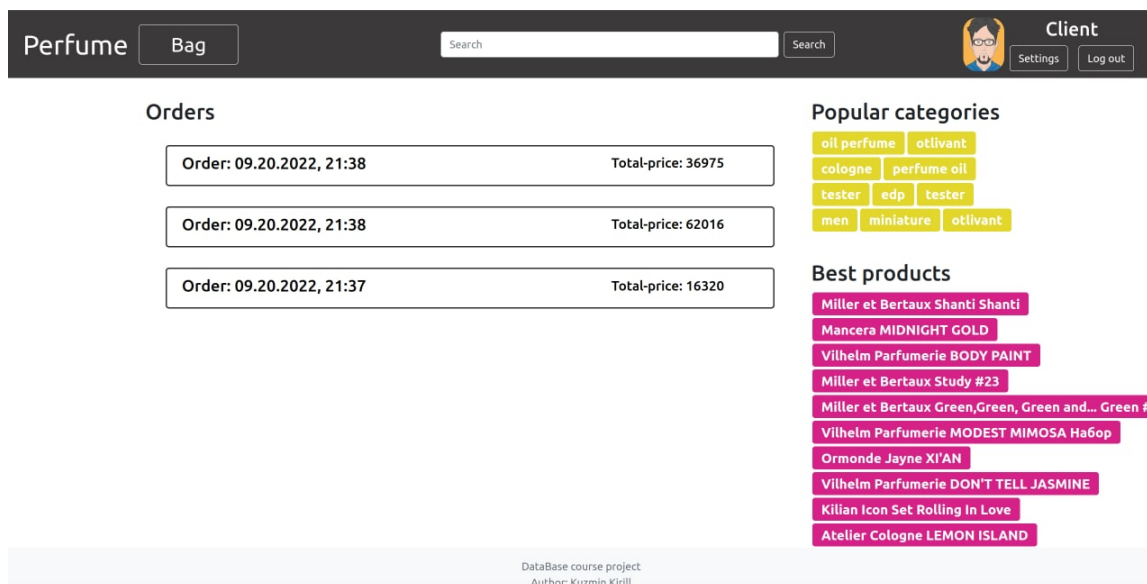 Perfume Bag Search Search Client
Settings Log out
Orders
Order: 09.20.2022, 21:38 Total-price: 36975
Order: 09.20.2022, 21:38 Total-price: 62016
Order: 09.20.2022, 21:37 Total-price: 16320
Popular categories
oil perfume otlivant
cologne perfume oil
tester edp tester
men miniature otlivant
Best products
Miller et Bertaux Shanti Shanti
Mancera MIDNIGHT GOLD
Vilhelm Parfumerie BODY PAINT
Miller et Bertaux Study #23
Miller et Bertaux Green,Green, Green and... Green #
Vilhelm Parfumerie MODEST MIMOSA Набор
Ormonde Jayne XI'AN
Vilhelm Parfumerie DON'T TELL JASMINE
Kilian Icon Set Rolling In Love
Atelier Cologne LEMON ISLAND
DataBase course project
Author: Kuzmin Kirill